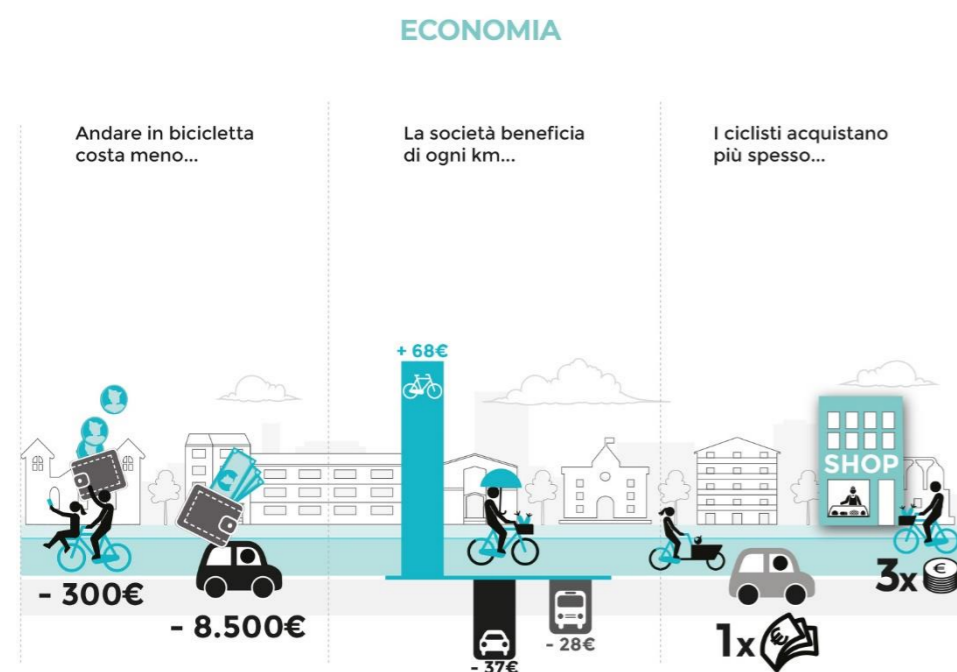 ECONOMIA
Andare in bicicletta
costa meno...
La società beneficia
di ogni km...
I ciclisti acquistano
più spesso...
+ 68€
SHOP
- 300€
- 8.500€
- 37€
- 28€
1x
€
3x
€